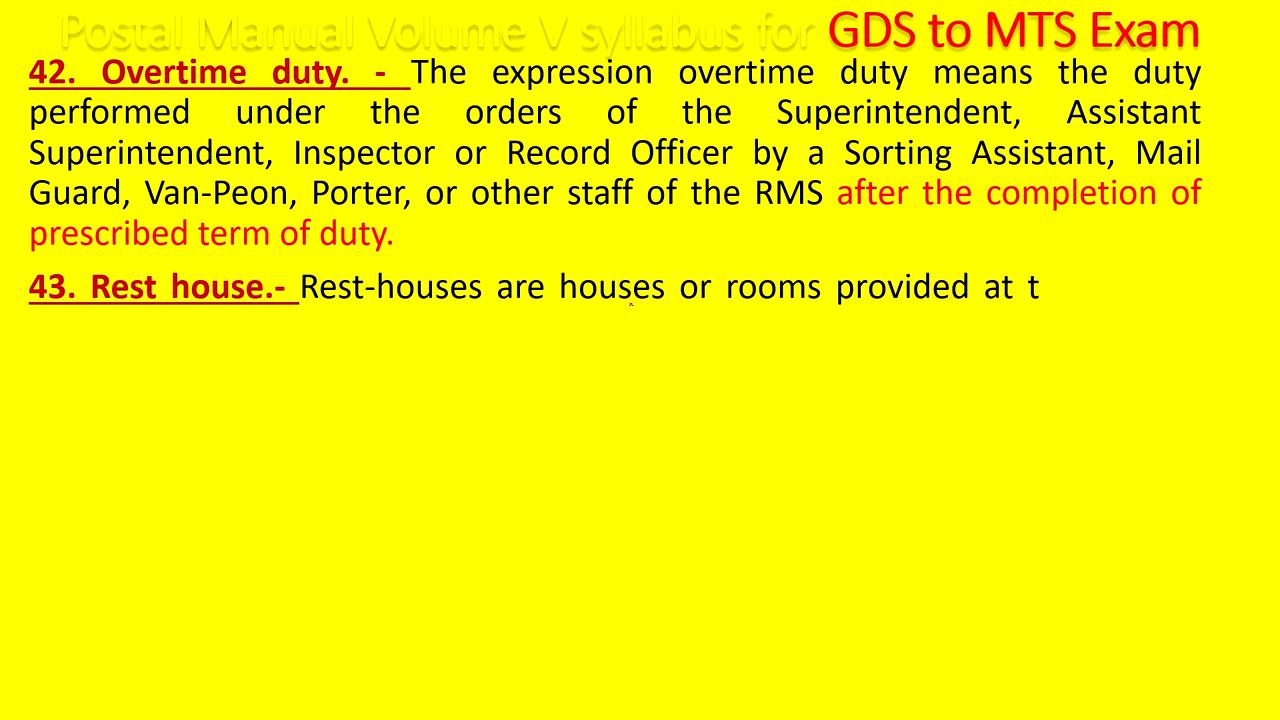 Postal Manual Volume V syllabus for GDS to MTS Exam
42. Overtime duty. - The expression overtime duty means the duty
performed under the orders of the Superintendent, Assistant
Superintendent, Inspector or Record Officer by a Sorting Assistant, Mail
Guard, Van-Peon, Porter, or other staff of the RMS after the completion of
prescribed term of duty.
43. Rest house.- Rest-houses are houses or rooms provided at t